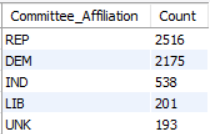 Committee_Affiliation Count
REP 2516
DEM 2175
IND 538
LIB 201
UNK 193